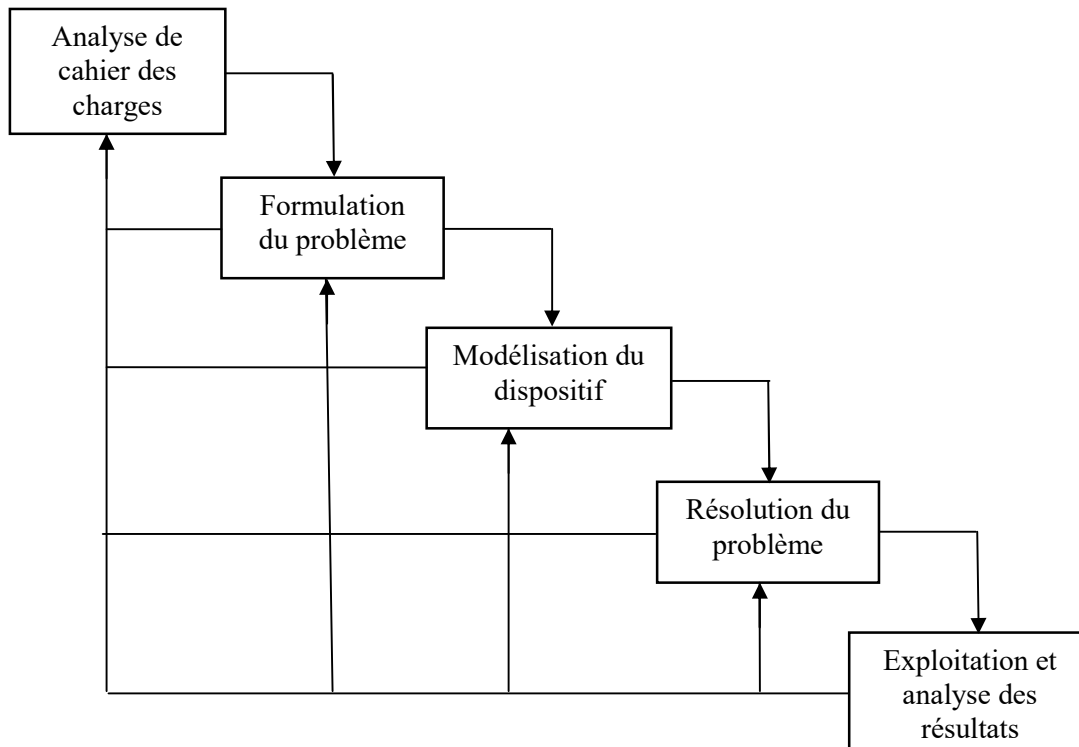 Analyse de
cahier des
charges
Formulation
du problème
Modélisation du
dispositif
Résolution du
problème
Exploitation et
analyse des
résultats